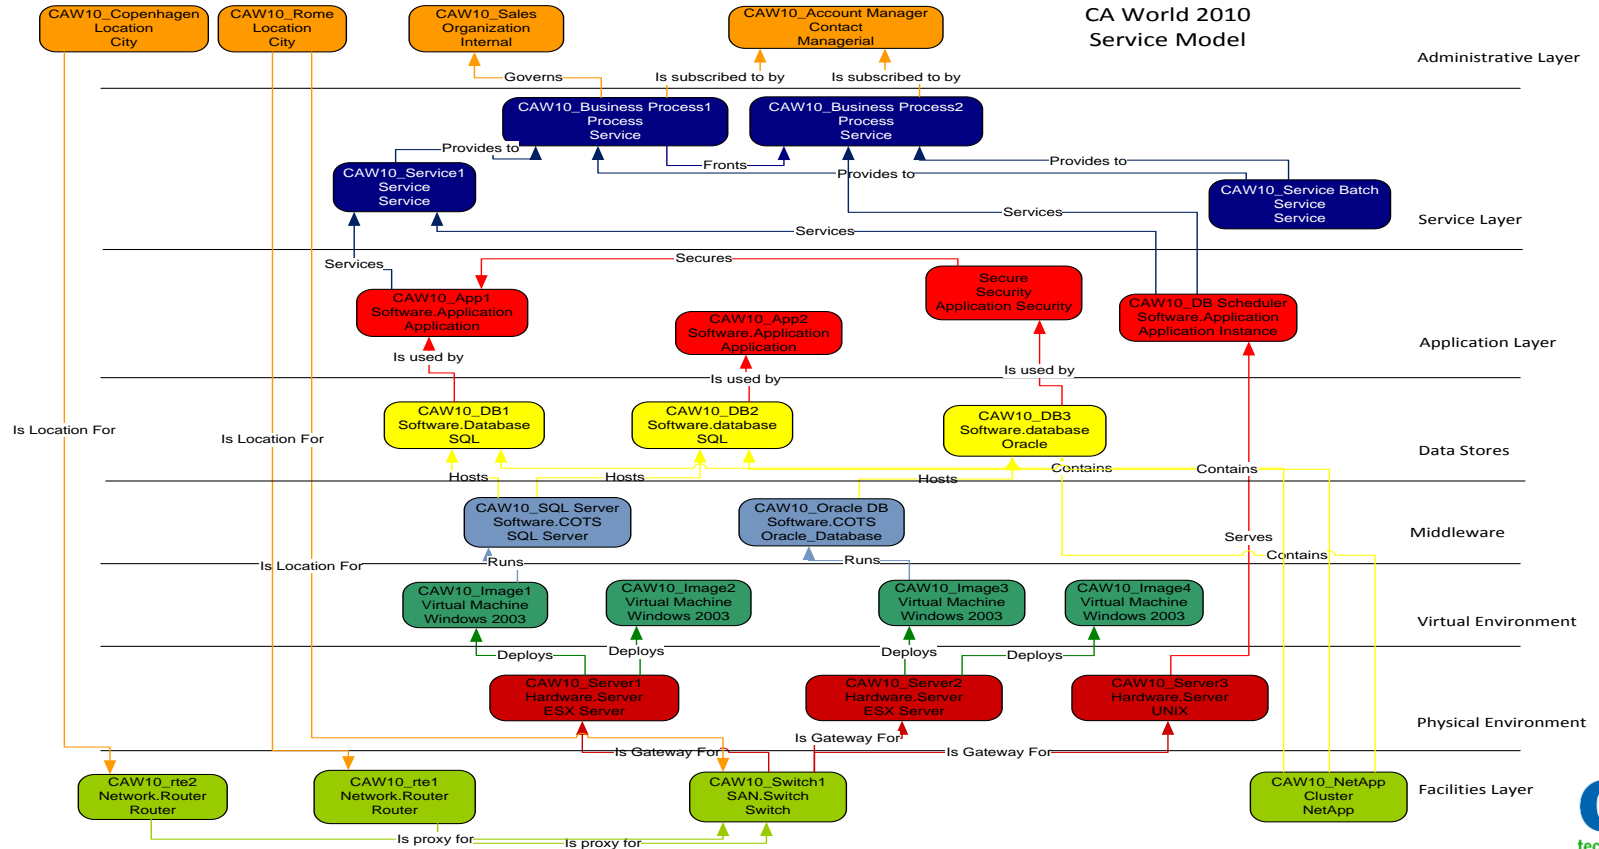 CAW10_Copenhagen
Location
City
CAW10_Rome
Location
City
CAW10_Sales
Organization
Internal
CAW10_Account Manager
Contact
Managerial
CA World 2010
Service Model
Administrative Layer
Governs
Is subscribed to by
Is subscribed to by
CAW10_Business Process1
Process
Service
CAW10_Business Process2
Process
Service
Provides to
Fronts
Provides to
Provides to
CAW10_Service1
Service
Service
CAW10_Service Batch
Service
Service
Services
Services
Service Layer
Services
Secures
CAW10_App1
Software.Application
Application
CAW10_App2
Software.Application
Application
Secure
Security
Application Security
CAW10_DB Scheduler
Software.Application
Application Instance
Application Layer
Is used by
Is used by
Is used by
CAW10_DB1
Software.Database
SQL
CAW10_DB2
Software.database
SQL
CAW10_DB3
Software.database
Oracle
Is Location For
Is Location For
Data Stores
Hosts
Hosts
Hosts
Contains
Contains
CAW10_SQL Server
Software.COTS
SQL Server
CAW10_Oracle DB
Software.COTS
Oracle_Database
Middleware
Serves
Contains
Is Location For
Runs
Runs
CAW10_Image1
Virtual Machine
Windows 2003
CAW10_Image2
Virtual Machine
Windows 2003
CAW10_Image3
Virtual Machine
Windows 2003
CAW10_Image4
Virtual Machine
Windows 2003
Virtual Environment
Deploys
Deploys
Deploys
Deploys
CAW10_Server1
Hardware.Server
ESX Server
CAW10_Server2
Hardware.Server
ESX Server
CAW10_Server3
Hardware.Server
UNIX
Physical Environment
Is Gateway For
Is Gateway For
Is Gateway For
CAW10_rte2
Network.Router
Router
CAW10_rte1
Network.Router
Router
CAW10_Switch1
SAN.Switch
Switch
CAW10_NetApp
Cluster
NetApp
Facilities Layer
Is proxy for
Is proxy for